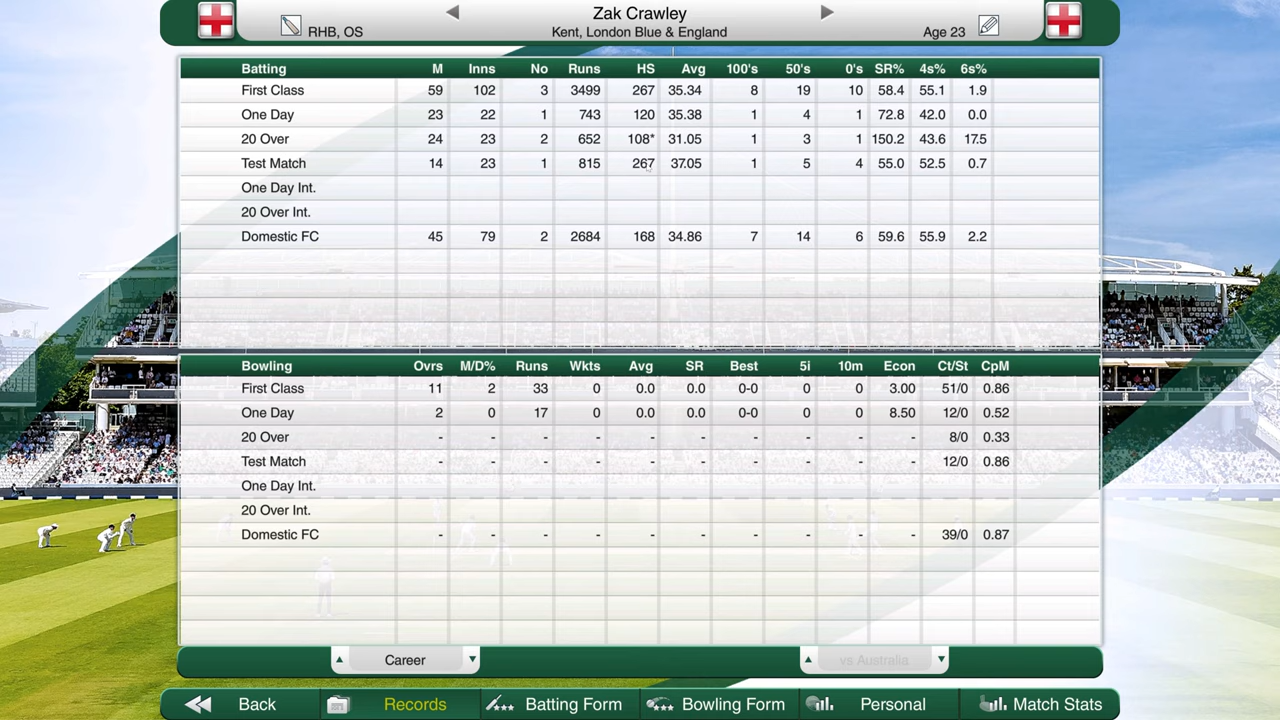 Zak Crawley
RHB, OS Kent, London Blue & England Age 23
Batting M Inns No Runs HS Avg 100's 50's 0's SR% 4s% 6s%
First Class 59 102 3 3499 267 35.34 8 19 10 58.4 55.1 1.9
One Day 23 22 1 743 120 35.38 1 4 1 72.8 42.0 0.0
20 Over 24 23 2 652 108* 31.05 1 3 1 150.2 43.6 17.5
Test Match 14 23 1 815 267 37.05 1 5 4 55.0 52.5 0.7
One Day Int.
20 Over Int.
Domestic FC 45 79 2 2684 168 34.86 7 14 6 59.6 55.9 2.2
Bowling Ovrs M/D% Runs Wkts Avg SR Best 5i 10m Econ Ct/St CpM
First Class 11 2 33 0 0.0 0.0 0-0 0 0 3.00 51/0 0.86
One Day 2 0 17 0 0.0 0.0 0-0 0 0 8.50 12/0 0.52
20 Over - - - - - - - - - - 8/0 0.33
Test Match - - - - - - - - - - 12/0 0.86
One Day Int.
20 Over Int.
Domestic FC - - - - - - - - - - 39/0 0.87
Career vs Australia
Back Records Batting Form Bowling Form Personal Match Stats